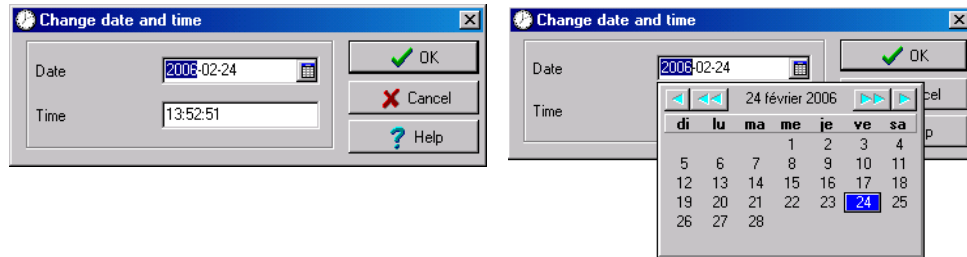 Change date and time
Date 2006-02-24
Time 13:52:51
OK
Cancel
Help
Change date and time
Date 2006-02-24
Time
OK
cel
p
24 février 2006
di lu ma me je ve sa
1 2 3 4
5 6 7 8 9 10 11
12 13 14 15 16 17 18
19 20 21 22 23 24 25
26 27 28